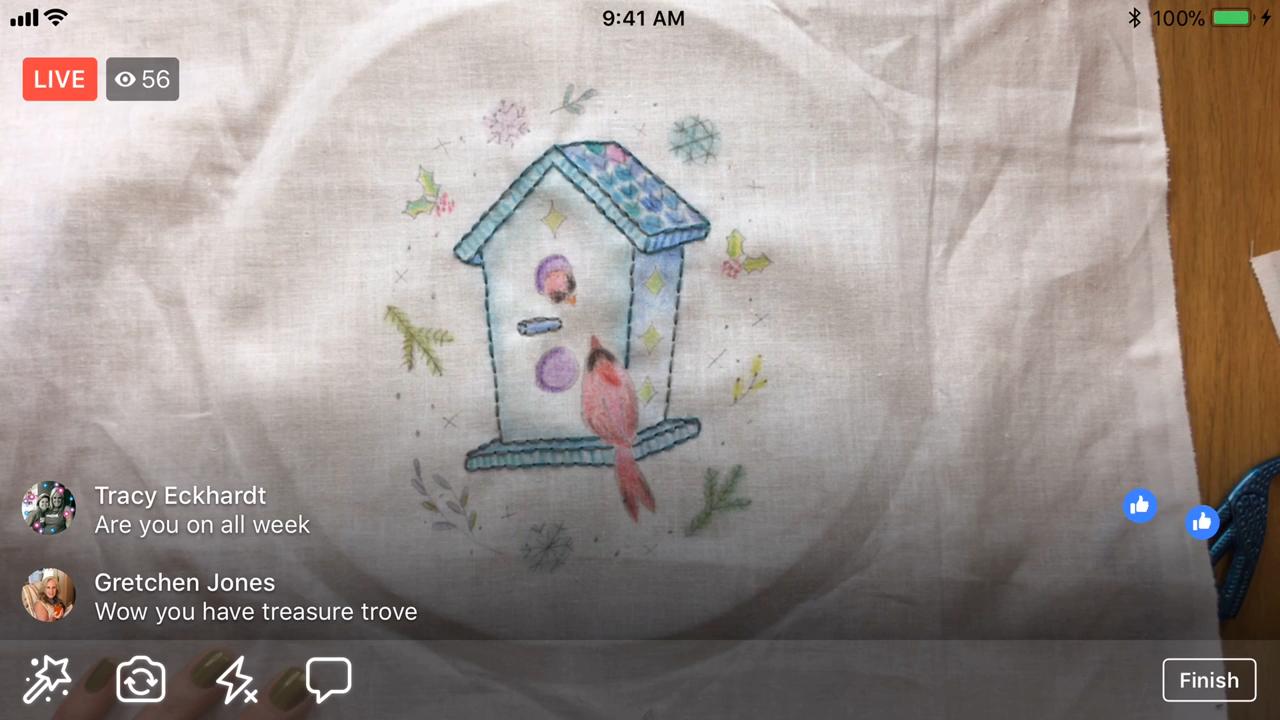 9:41 AM
100%
LIVE
56
Tracy Eckhardt
Are you on all week
Gretchen Jones
Wow you have treasure trove
Finish